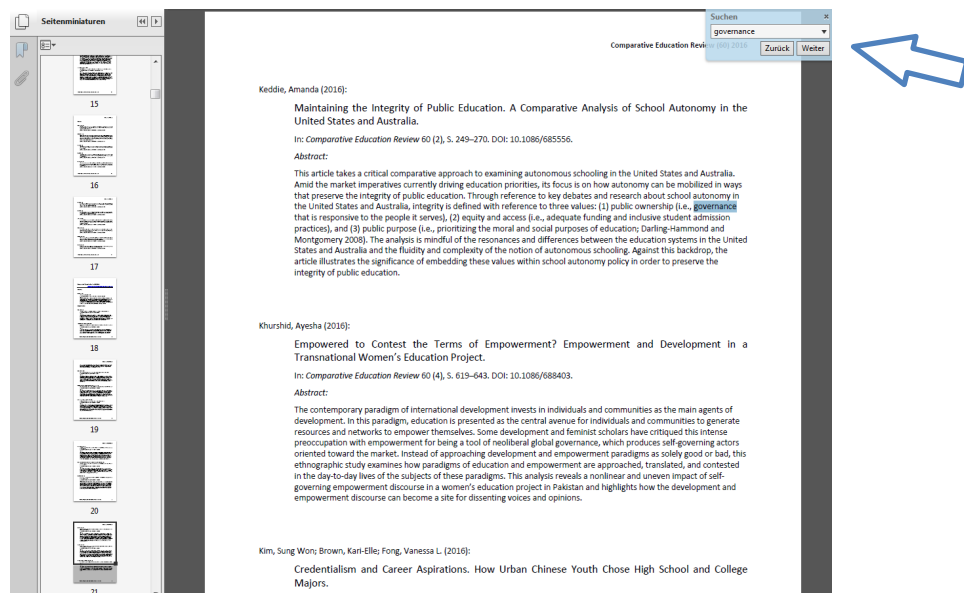 Seitenminiaturen
15
16
17
18
19
20
21
Suchen
governance
Zurück Weiter
Comparative Education Review (60) 2016
Keddie, Amanda (2016):
Maintaining the Integrity of Public Education. A Comparative Analysis of School Autonomy in the
United States and Australia.
In: Comparative Education Review 60 (2), S. 249–270. DOI: 10.1086/685556.
Abstract:
This article takes a critical comparative approach to examining autonomous schooling in the United States and Australia.
Amid the market imperatives currently driving education priorities, its focus is on how autonomy can be mobilized in ways
that preserve the integrity of public education. Through reference to key debates and research about school autonomy in
the United States and Australia, integrity is defined with reference to three values: (1) public ownership (i.e., governance
that is responsive to the people it serves), (2) equity and access (i.e., adequate funding and inclusive student admission
practices), and (3) public purpose (i.e., prioritizing the moral and social purposes of education; Darling-Hammond and
Montgomery 2008). The analysis is mindful of the resonances and differences between the education systems in the United
States and Australia and the fluidity and complexity of the notion of autonomous schooling. Against this backdrop, the
article illustrates the significance of embedding these values within school autonomy policy in order to preserve the
integrity of public education.
Khurshid, Ayesha (2016):
Empowered to Contest the Terms of Empowerment? Empowerment and Development in a
Transnational Women's Education Project.
In: Comparative Education Review 60 (4), S. 619–643. DOI: 10.1086/688403.
Abstract:
The contemporary paradigm of international development invests in individuals and communities as the main agents of
development. In this paradigm, education is presented as the central avenue for individuals and communities to generate
resources and networks to empower themselves. Some development and feminist scholars have critiqued this intense
preoccupation with empowerment for being a tool of neoliberal global governance, which produces self-governing actors
oriented toward the market. Instead of approaching development and empowerment paradigms as solely good or bad, this
ethnographic study examines how paradigms of education and empowerment are approached, translated, and contested
in the day-to-day lives of the subjects of these paradigms. This analysis reveals a nonlinear and uneven impact of self-
governing empowerment discourse in a women's education project in Pakistan and highlights how the development and
empowerment discourse can become a site for dissenting voices and opinions.
Kim, Sung Won; Brown, Kari-Elle; Fong, Vanessa L. (2016):
Credentialism and Career Aspirations. How Urban Chinese Youth Chose High School and College
Majors.